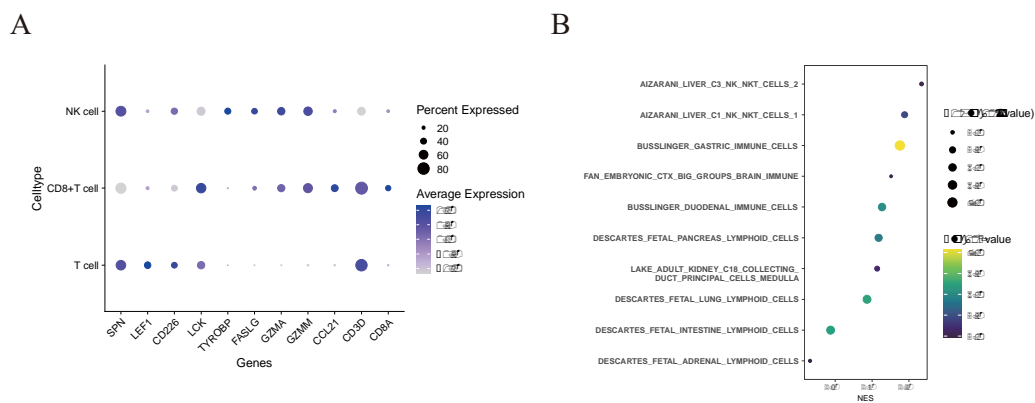 A
B
NK cell
CD8+T cell
T cell
Celltype
SPN
LEF1
CD226
LCK
TYROBP
FASLG
GZMA
GZMM
CCL21
CD3D
CD8A
Genes
Percent Expressed
20
40
60
80
Average Expression
AIZARANI_LIVER_C3_NK_NKT_CELLS_2
AIZARANI_LIVER_C1_NK_NKT_CELLS_1
BUSSLINGER_GASTRIC_IMMUNE_CELLS
FAN_EMBRYONIC_CTX_BIG_GROUPS_BRAIN_IMMUNE
BUSSLINGER_DUODENAL_IMMUNE_CELLS
DESCARTES_FETAL_PANCREAS_LYMPHOID_CELLS
LAKE_ADULT_KIDNEY_C18_COLLECTING_
DUCT_PRINCIPAL_CELLS_MEDULLA
DESCARTES_FETAL_LUNG_LYMPHOID_CELLS
DESCARTES_FETAL_INTESTINE_LYMPHOID_CELLS
DESCARTES_FETAL_ADRENAL_LYMPHOID_CELLS
NES
value)
value